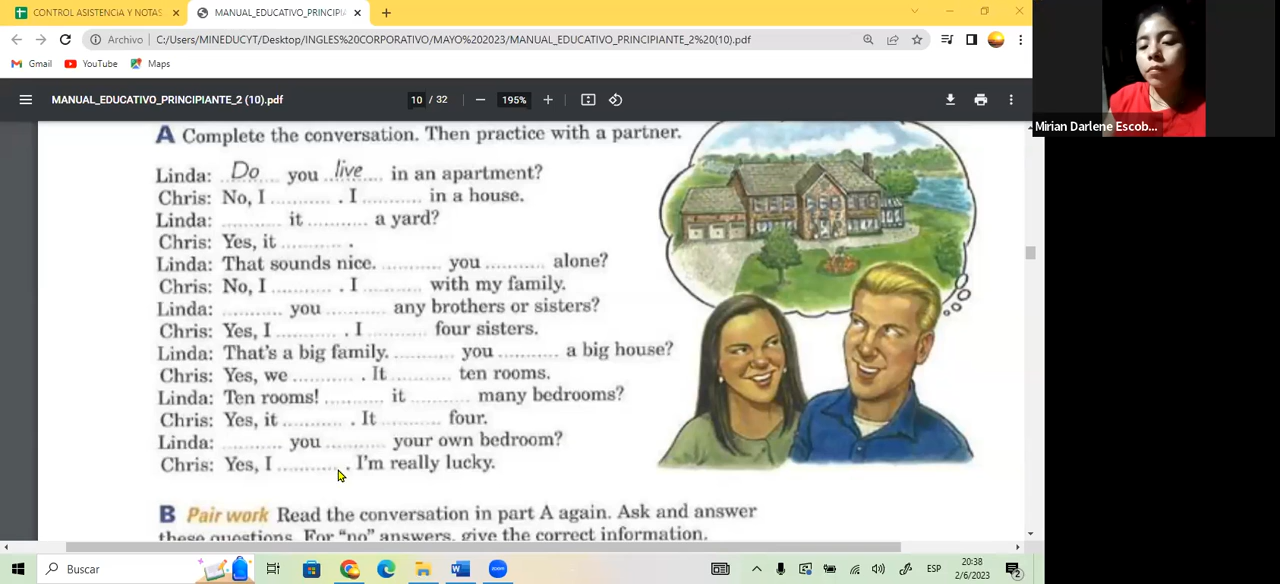 CONTROL ASISTENCIA Y NOTAS
MANUAL_EDUCATIVO_PRINCIPIA
Archivo C:/Users/MINEDUCYT/Desktop/INGLES%20CORPORATIVO/MAYO%202023/MANUAL_EDUCATIVO_PRINCIPIANTE_2%20(10).pdf
Gmail YouTube Maps
MANUAL_EDUCATIVO_PRINCIPIANTE_2 (10).pdf 10 / 32 195%
Mirian Darlene Escob...
A Complete the conversation. Then practice with a partner.
Linda: Do you live in an apartment?
Chris: No, I .......... . I .......... in a house.
Linda: .......... it .......... a yard?
Chris: Yes, it .......... .
Linda: That sounds nice. .......... you .......... alone?
Chris: No, I .......... . I .......... with my family.
Linda: .......... you .......... any brothers or sisters?
Chris: Yes, I .......... . I .......... four sisters.
Linda: That's a big family. .......... you .......... a big house?
Chris: Yes, we .......... . It .......... ten rooms.
Linda: Ten rooms! .......... it .......... many bedrooms?
Chris: Yes, it .......... . It .......... four.
Linda: .......... you .......... your own bedroom?
Chris: Yes, I .......... . I'm really lucky.
B Pair work Read the conversation in part A again. Ask and answer
these questions. For "no" answers, give the correct information.
Buscar
zoom
ESP
20:38
2/6/2023
2